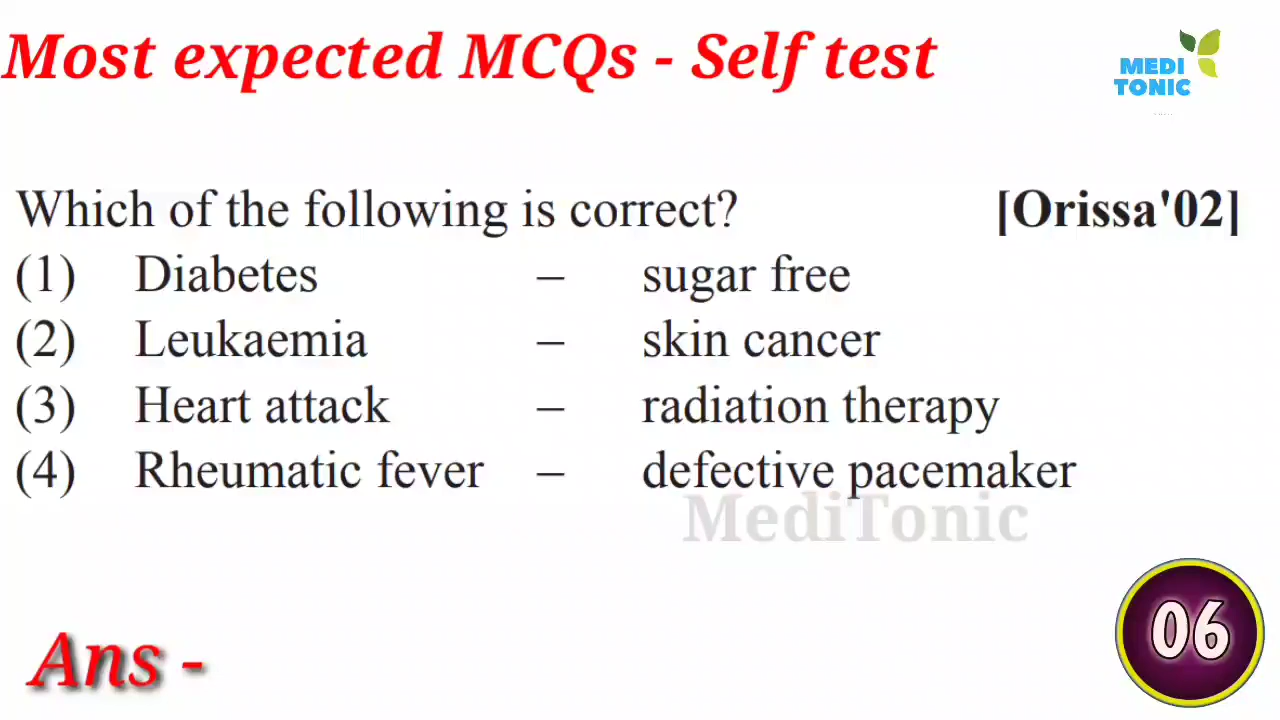 Most expected MCQs - Self test
MEDI
TONIC
Which of the following is correct? [Orissa'02]
(1) Diabetes – sugar free
(2) Leukaemia – skin cancer
(3) Heart attack – radiation therapy
(4) Rheumatic fever – defective pacemaker
MediTonic
Ans -
06